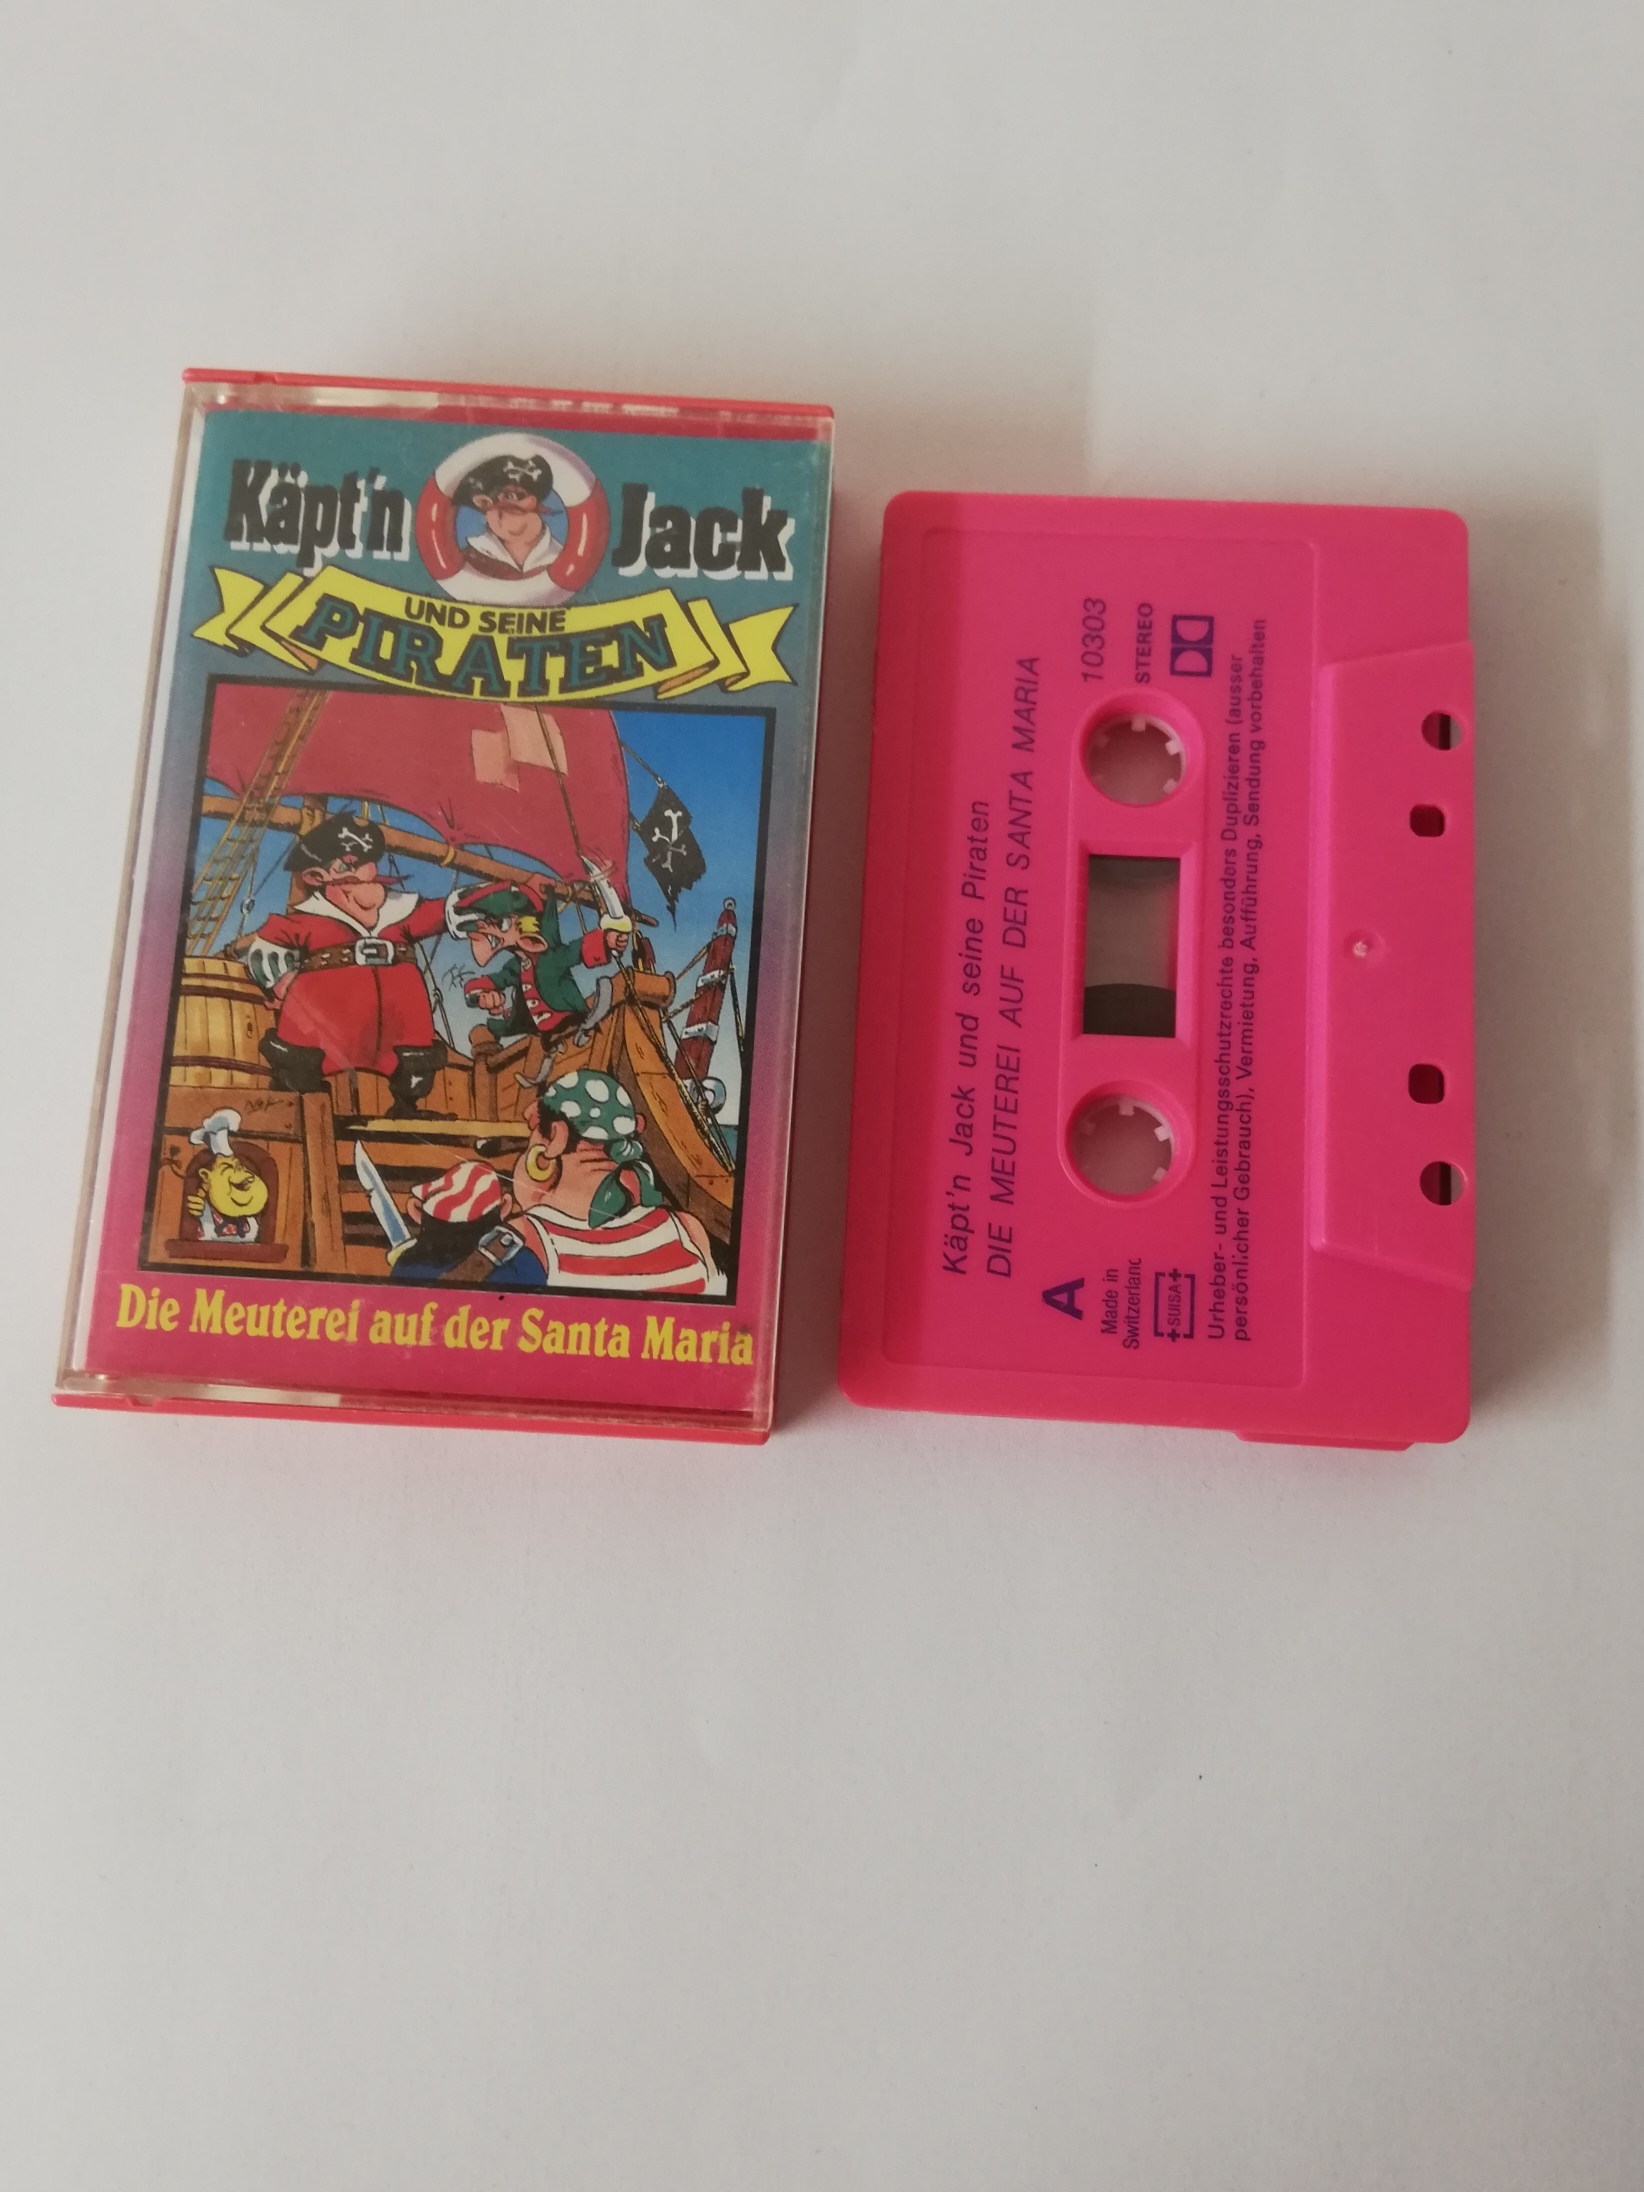 Käpt'n Jack
UND SEINE
PIRATEN
Die Meuterei auf der Santa Maria
Käpt'n Jack und seine Piraten
DIE MEUTEREI AUF DER SANTA MARIA
10303
STEREO
A
Made in
Switzerland
SUISA
Urheber- und Leistungsschutzrechte besonders Duplizieren (ausser
persönlicher Gebrauch), Vermietung, Aufführung, Sendung vorbehalten